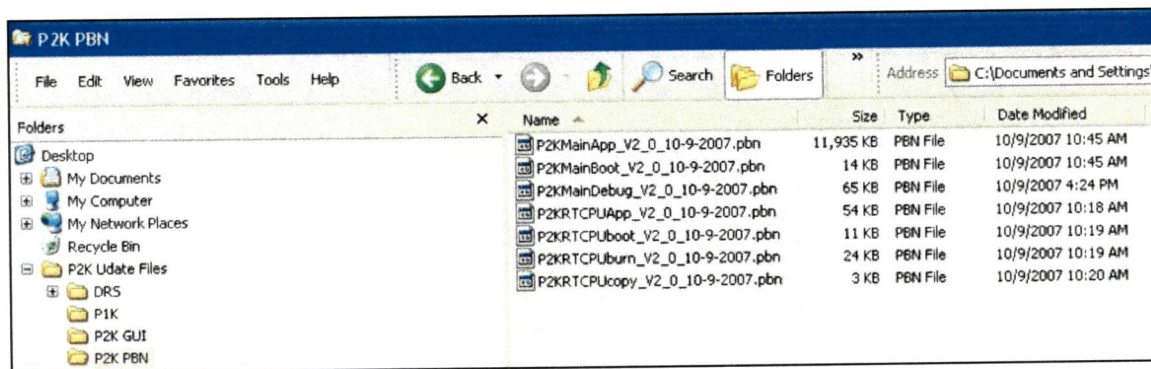 P2K PBN
File Edit View Favorites Tools Help Back Search Folders » Address C:\Documents and Settings\
Folders x Name Size Type Date Modified
Desktop
My Documents
My Computer
My Network Places
Recycle Bin
P2K Udate Files
DRS
P1K
P2K GUI
P2K PBN
P2KMainApp_V2_0_10-9-2007.pbn 11,935 KB PBN File 10/9/2007 10:45 AM
P2KMainBoot_V2_0_10-9-2007.pbn 14 KB PBN File 10/9/2007 10:45 AM
P2KMainDebug_V2_0_10-9-2007.pbn 65 KB PBN File 10/9/2007 4:24 PM
P2KRTCPUApp_V2_0_10-9-2007.pbn 54 KB PBN File 10/9/2007 10:18 AM
P2KRTCPUboot_V2_0_10-9-2007.pbn 11 KB PBN File 10/9/2007 10:19 AM
P2KRTCPUburn_V2_0_10-9-2007.pbn 24 KB PBN File 10/9/2007 10:19 AM
P2KRTCPUcopy_V2_0_10-9-2007.pbn 3 KB PBN File 10/9/2007 10:20 AM